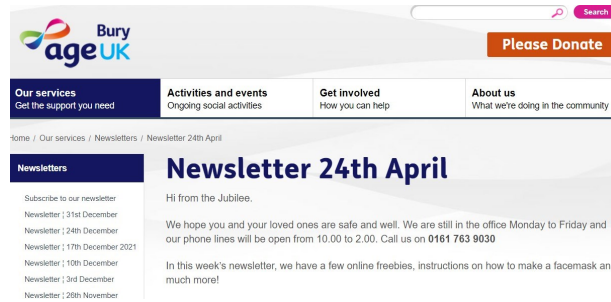 Search
Bury
age UK
Please Donate
Our services
Get the support you need
Activities and events
Ongoing social activities
Get involved
How you can help
About us
What we're doing in the community
Home / Our services / Newsletters / Newsletter 24th April
Newsletters
Subscribe to our newsletter
Newsletter ¦ 31st December
Newsletter ¦ 24th December
Newsletter ¦ 17th December 2021
Newsletter ¦ 10th December
Newsletter ¦ 3rd December
Newsletter ¦ 26th November
Newsletter 24th April
Hi from the Jubilee.
We hope you and your loved ones are safe and well. We are still in the office Monday to Friday and
our phone lines will be open from 10.00 to 2.00. Call us on 0161 763 9030
In this week's newsletter, we have a few online freebies, instructions on how to make a facemask an
much more!